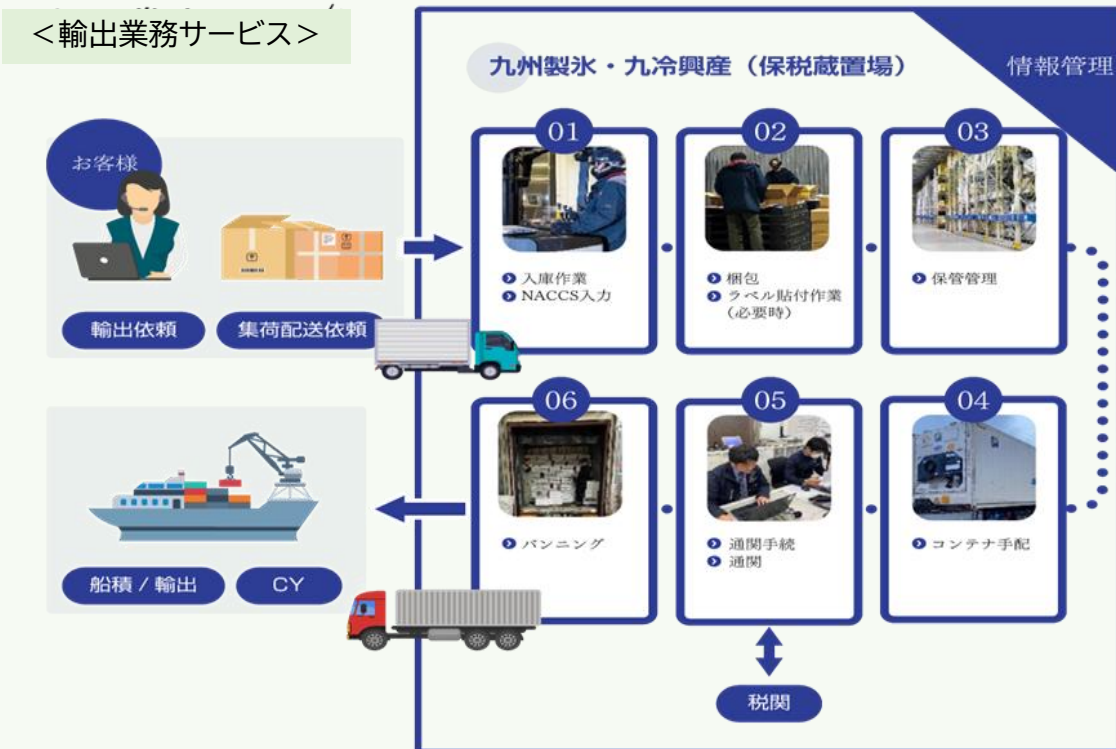 ＜輸出業務サービス＞
九州製氷・九冷興産（保税蔵置場）
情報管理
お客様
輸出依頼
集荷配送依頼
01
入庫作業
NACCS入力
02
梱包
ラベル貼付作業
(必要時)
03
保管管理
04
コンテナ手配
05
通関手続
通関
税関
06
バンニング
船積 / 輸出
CY